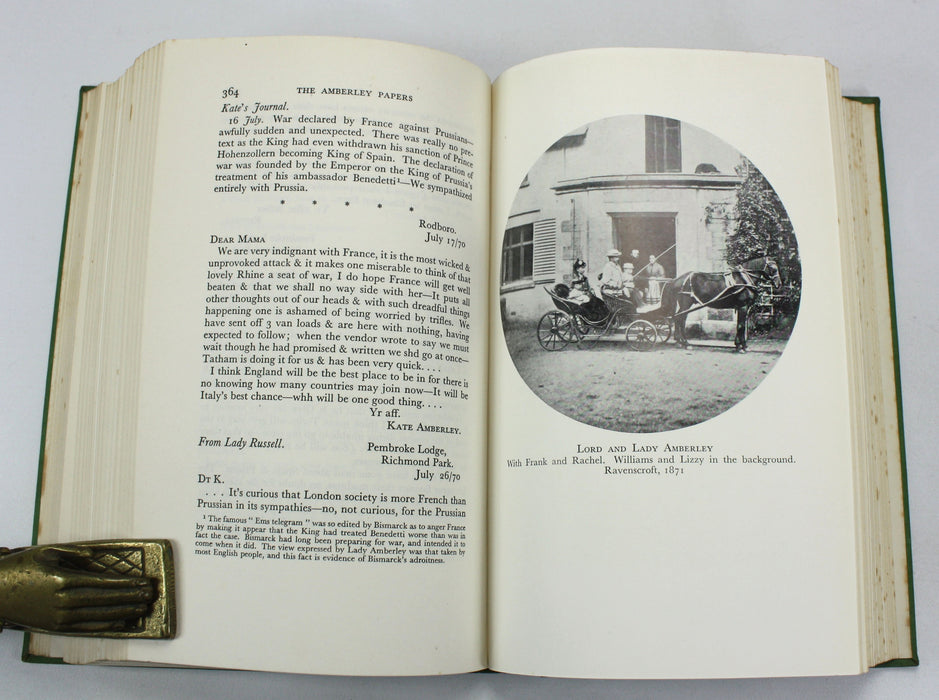 364 THE AMBERLEY PAPERS
Kate's Journal.
16 July. War declared by France against Prussians—
awfully sudden and unexpected. There was really no pre-
text as the King had even withdrawn his sanction of Prince
Hohenzollern becoming King of Spain. The declaration of
war was founded by the Emperor on the King of Prussia's
treatment of his ambassador Benedetti¹—We sympathized
entirely with Prussia.
* * * * *
Rodboro.
July 17/70
DEAR MAMA
We are very indignant with France, it is the most wicked &
unprovoked attack & it makes one miserable to think of that
lovely Rhine a seat of war, I do hope France will get well
beaten & that we shall no way side with her—It puts all
other thoughts out of our heads & with such dreadful things
happening one is ashamed of being worried by trifles. We
have sent off 3 van loads & are here with nothing, having
expected to follow; when the vendor wrote to say we must
wait though he had promised & written we shd go at once—
Tatham is doing it for us & has been very quick. . . .
I think England will be the best place to be in for there is
no knowing how many countries may join now—It will be
Italy's best chance—whh will be one good thing. . . .
Yr aff.
KATE AMBERLEY.
From Lady Russell.
Pembroke Lodge,
Richmond Park.
July 26/70
DT K.
. . . It's curious that London society is more French than
Prussian in its sympathies—no, not curious, for the Prussian
¹ The famous " Ems telegram " was so edited by Bismarck as to anger France
by making it appear that the King had treated Benedetti worse than was in
fact the case. Bismarck had long been preparing for war, and intended it to
come when it did. The view expressed by Lady Amberley was that taken by
most English people, and this fact is evidence of Bismarck's adroitness.
LORD AND LADY AMBERLEY
With Frank and Rachel. Williams and Lizzy in the background.
Ravenscroft, 1871